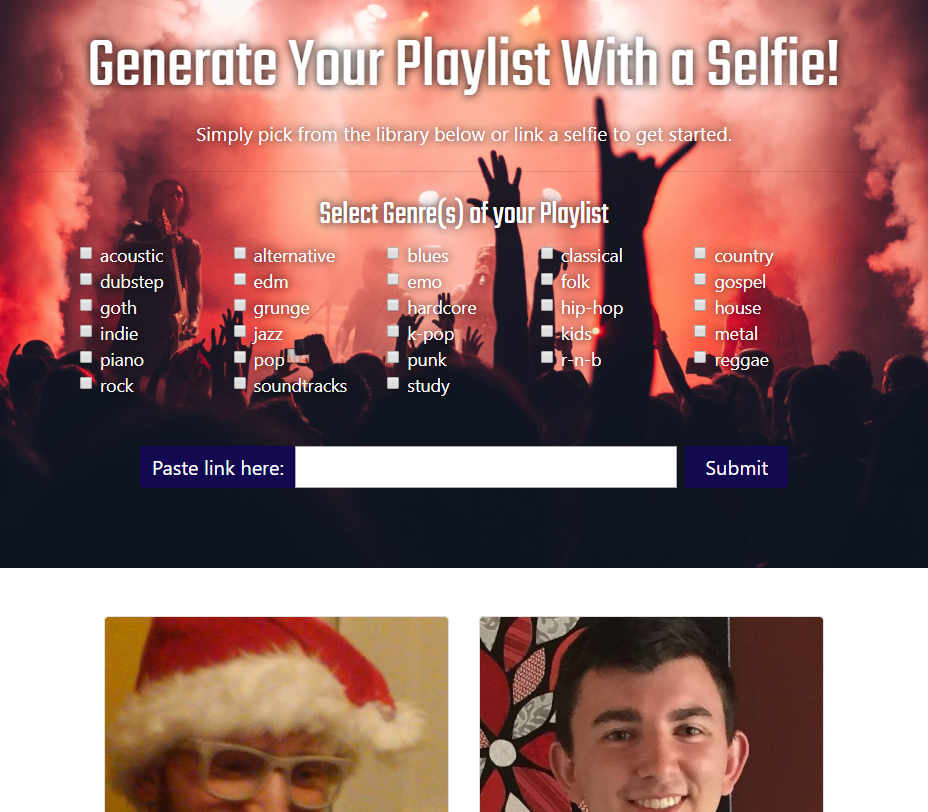 Generate Your Playlist With a Selfie!
Simply pick from the library below or link a selfie to get started.
Select Genre(s) of your Playlist
acoustic alternative blues classical country
dubstep edm emo folk gospel
goth grunge hardcore hip-hop house
indie jazz k-pop kids metal
piano pop punk r-n-b reggae
rock soundtracks study
Paste link here: Submit